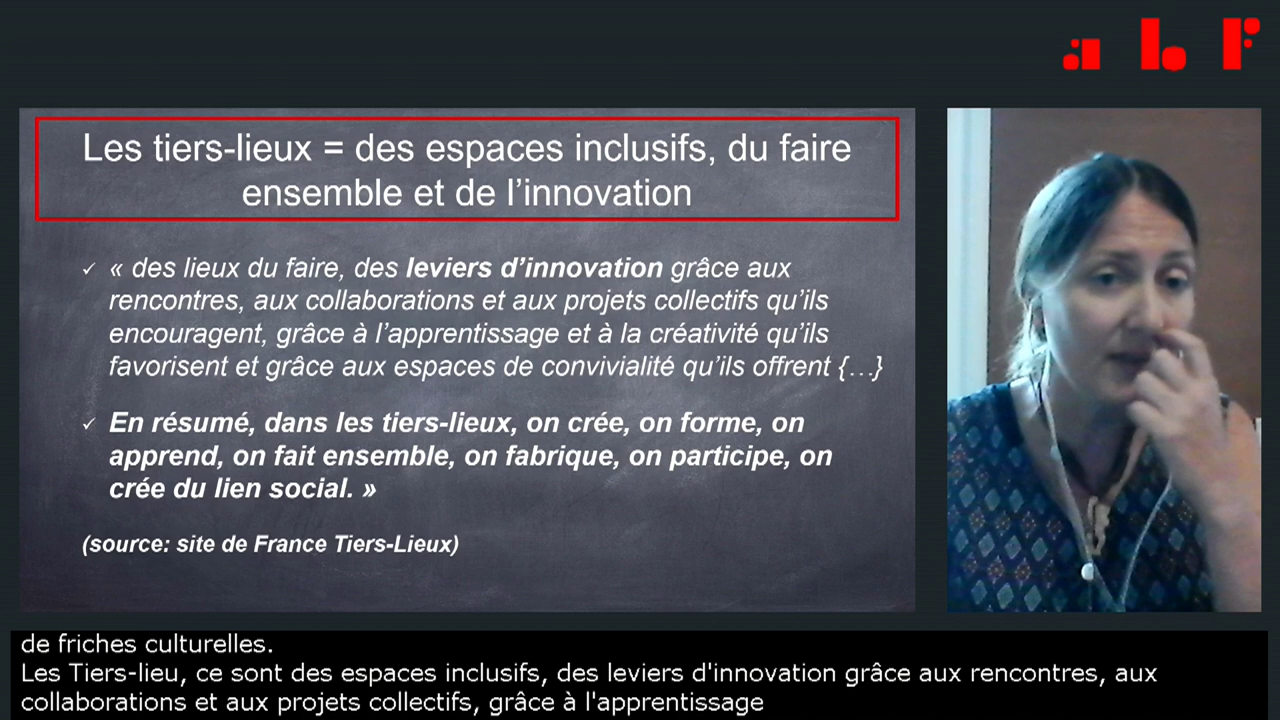 abf
Les tiers-lieux = des espaces inclusifs, du faire
ensemble et de l’innovation
✓ « des lieux du faire, des leviers d’innovation grâce aux
rencontres, aux collaborations et aux projets collectifs qu’ils
encouragent, grâce à l’apprentissage et à la créativité qu’ils
favorisent et grâce aux espaces de convivialité qu’ils offrent {…}
✓ En résumé, dans les tiers-lieux, on crée, on forme, on
apprend, on fait ensemble, on fabrique, on participe, on
crée du lien social. »
(source: site de France Tiers-Lieux)
de friches culturelles.
Les Tiers-lieu, ce sont des espaces inclusifs, des leviers d'innovation grâce aux rencontres, aux
collaborations et aux projets collectifs, grâce à l'apprentissage